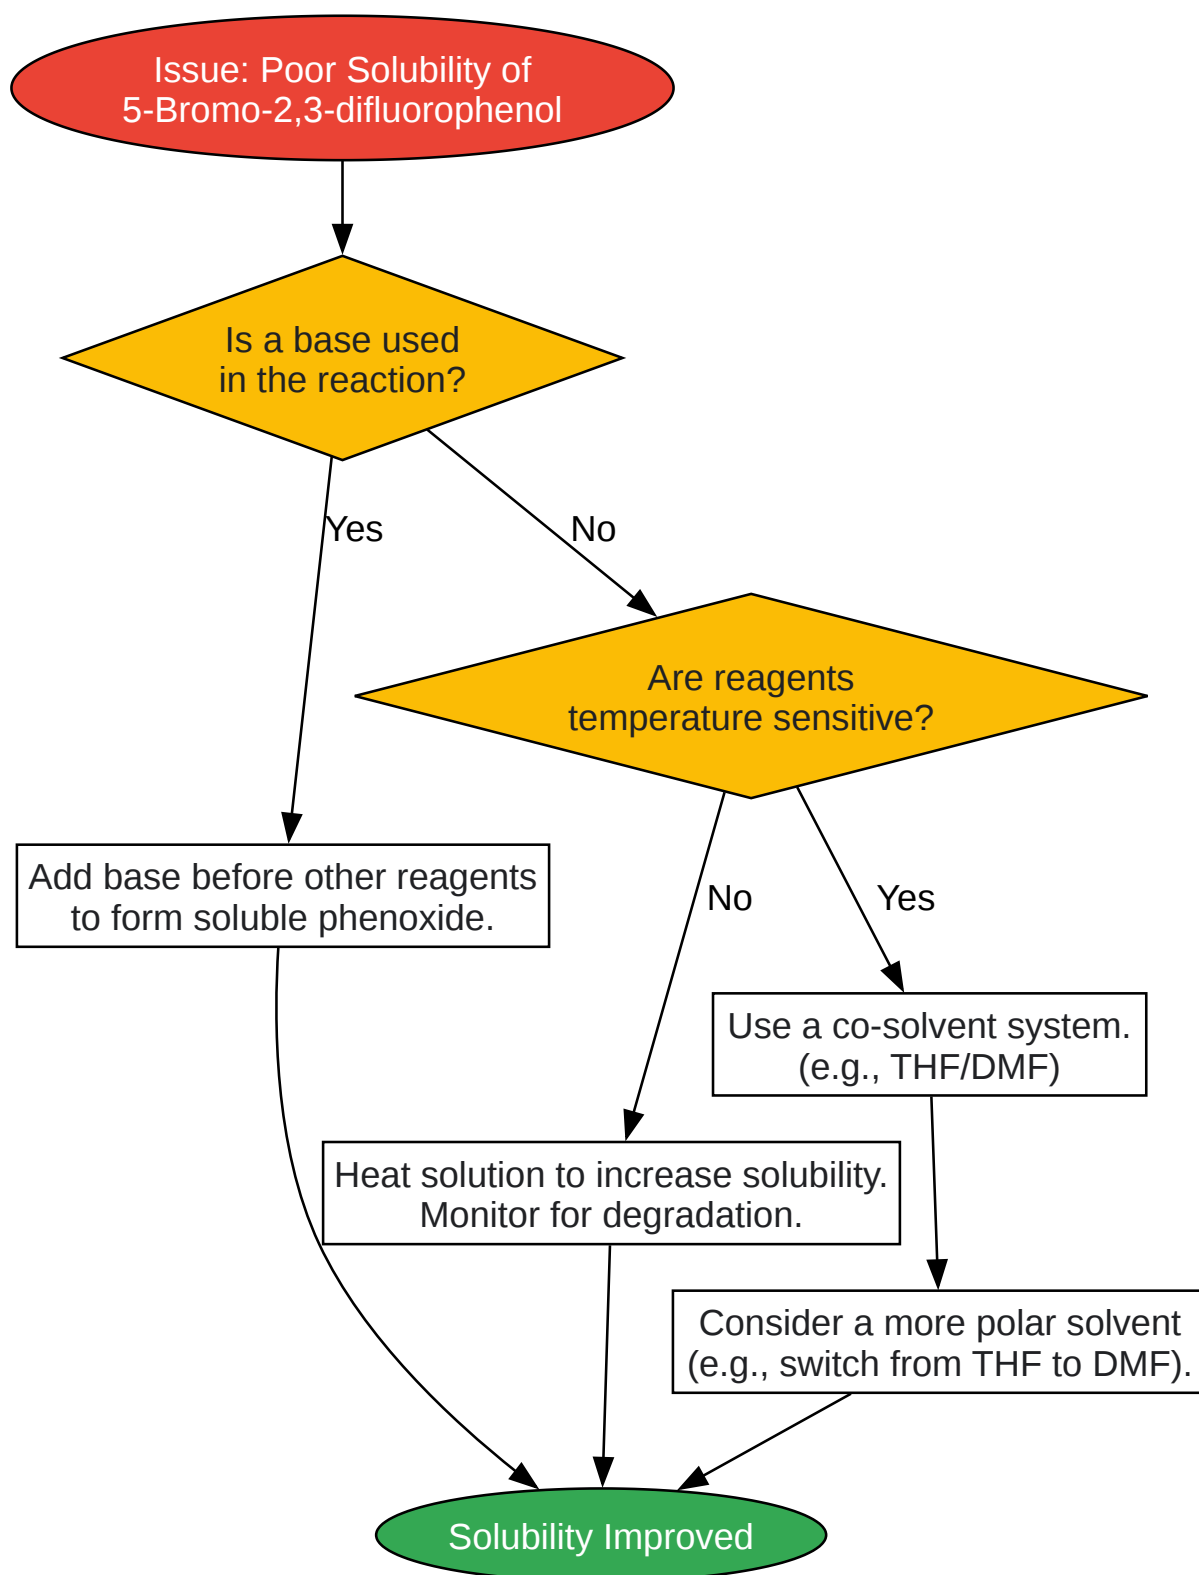 Issue: Poor Solubility of
5-Bromo-2,3-difluorophenol
Is a base used
in the reaction?
Yes
No
Are reagents
temperature sensitive?
Add base before other reagents
to form soluble phenoxide.
No
Yes
Use a co-solvent system.
(e.g., THF/DMF)
Heat solution to increase solubility.
Monitor for degradation.
Consider a more polar solvent
(e.g., switch from THF to DMF).
Solubility Improved